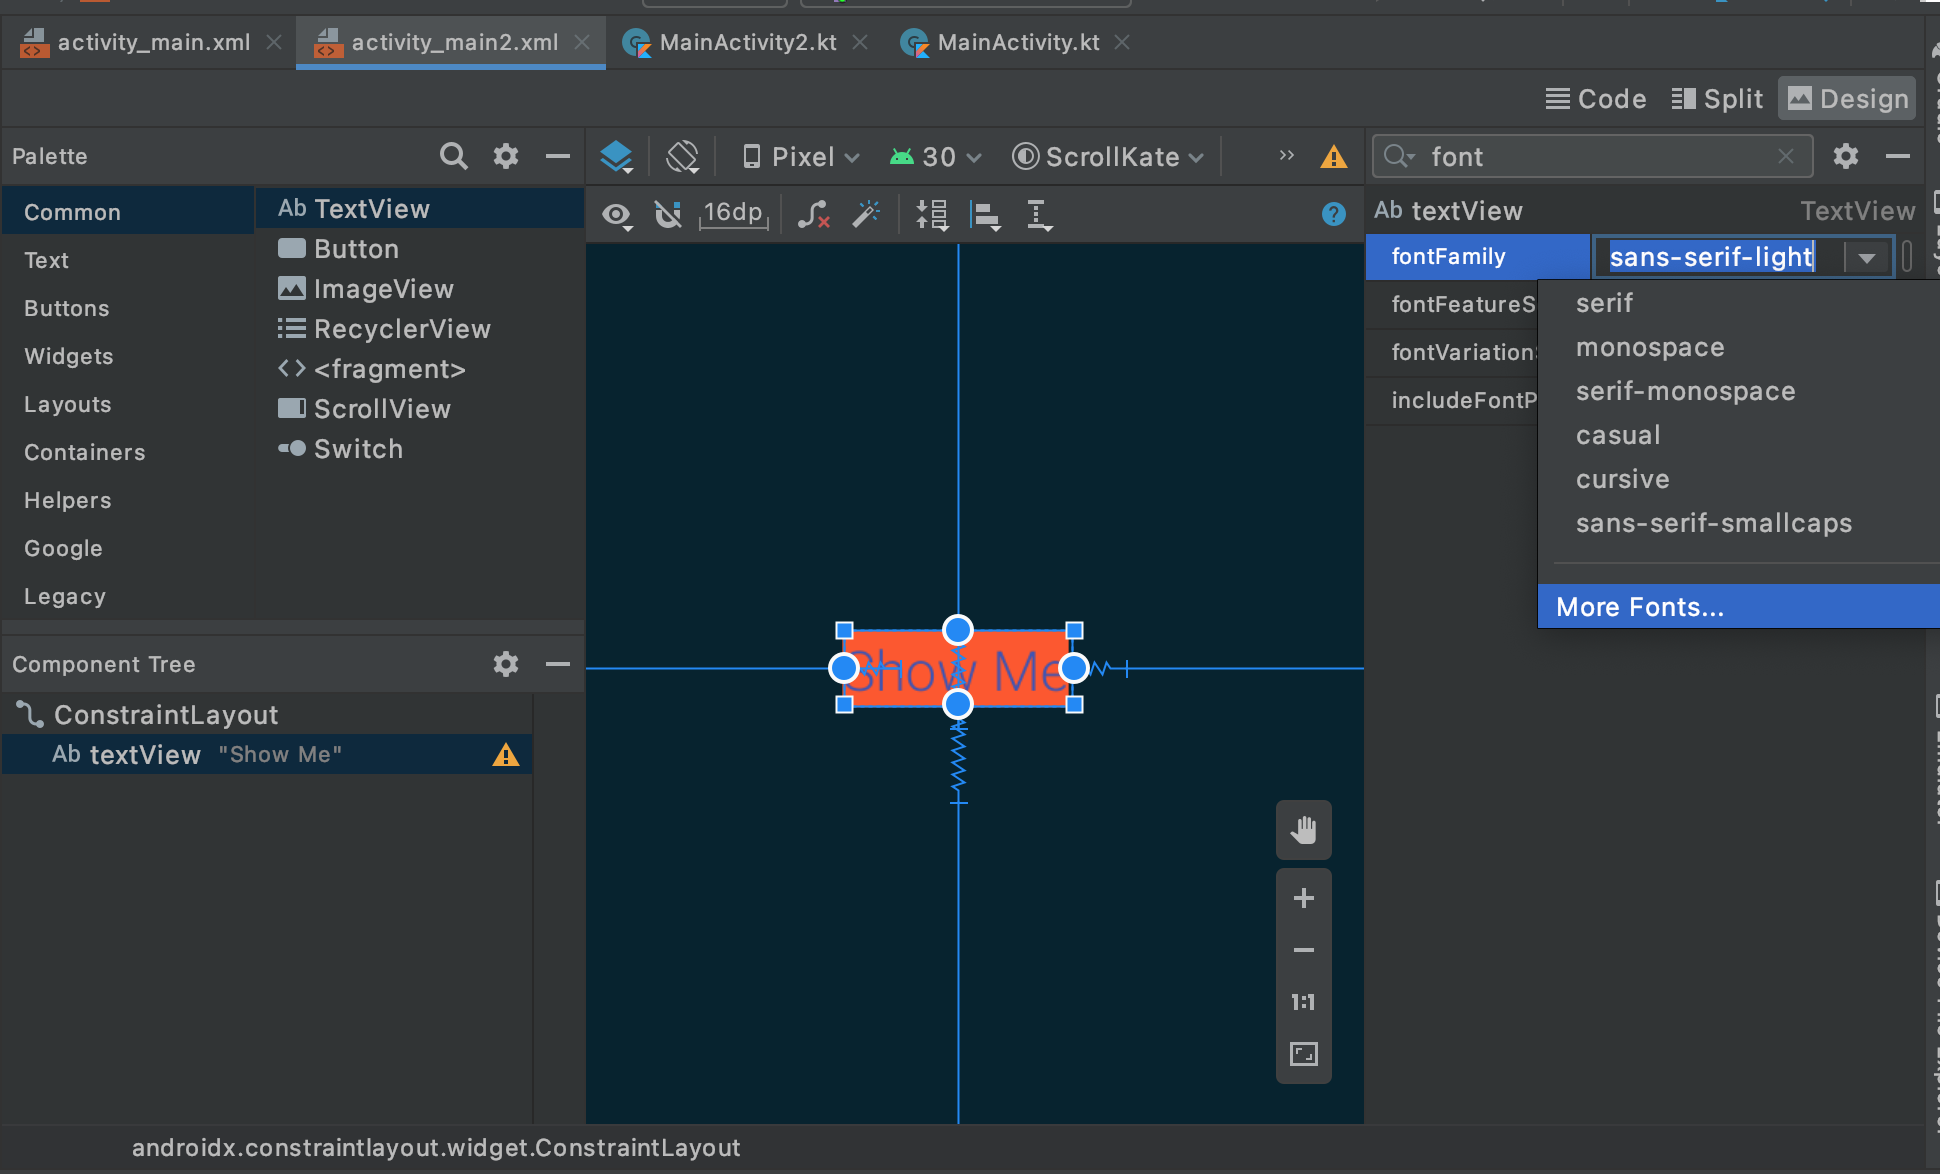 activity_main.xml activity_main2.xml MainActivity2.kt MainActivity.kt
Code Split Design
Palette
Pixel 30 ScrollKate
font
Common
Text
Buttons
Widgets
Layouts
Containers
Helpers
Google
Legacy
Ab TextView
Button
ImageView
RecyclerView
<fragment>
ScrollView
Switch
16dp
?
Ab textView TextView
fontFamily sans-serif-light
fontFeatureS
fontVariation
includeFontP
serif
monospace
serif-monospace
casual
cursive
sans-serif-smallcaps
More Fonts...
Show Me
Component Tree
ConstraintLayout
Ab textView "Show Me"
1:1
androidx.constraintlayout.widget.ConstraintLayout